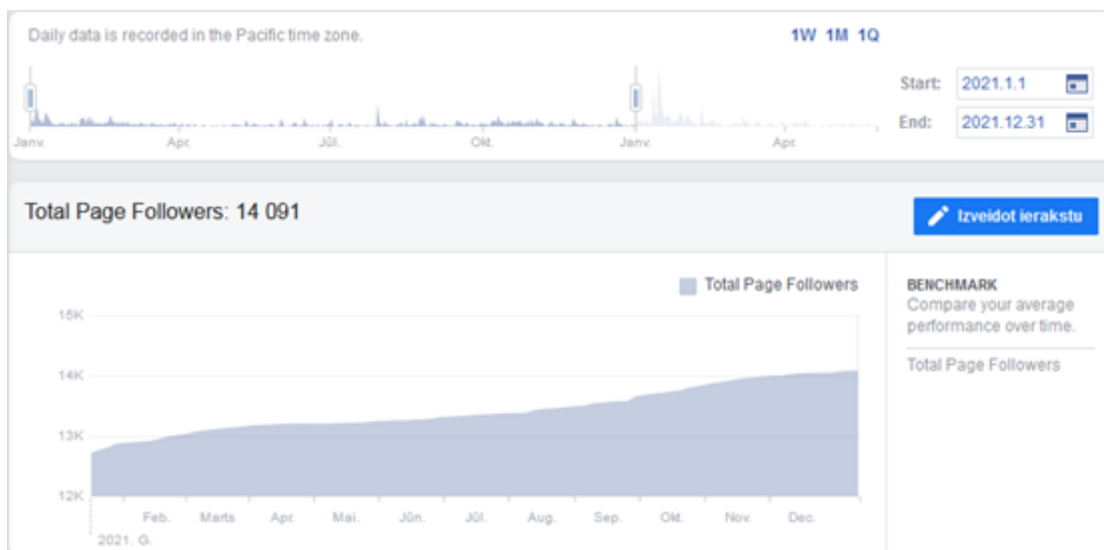 Daily data is recorded in the Pacific time zone.
1W 1M 1Q
Start: 2021.1.1
End: 2021.12.31
Janv. Apr. Jūl. Okt. Janv. Apr.
Total Page Followers: 14 091
Izveidot ierakstu
Total Page Followers
BENCHMARK
Compare your average
performance over time.
Total Page Followers
15K
14K
13K
12K
Feb. Marts Apr. Mai. Jūn. Jūl. Aug. Sep. Okt. Nov. Dec.
2021. G.